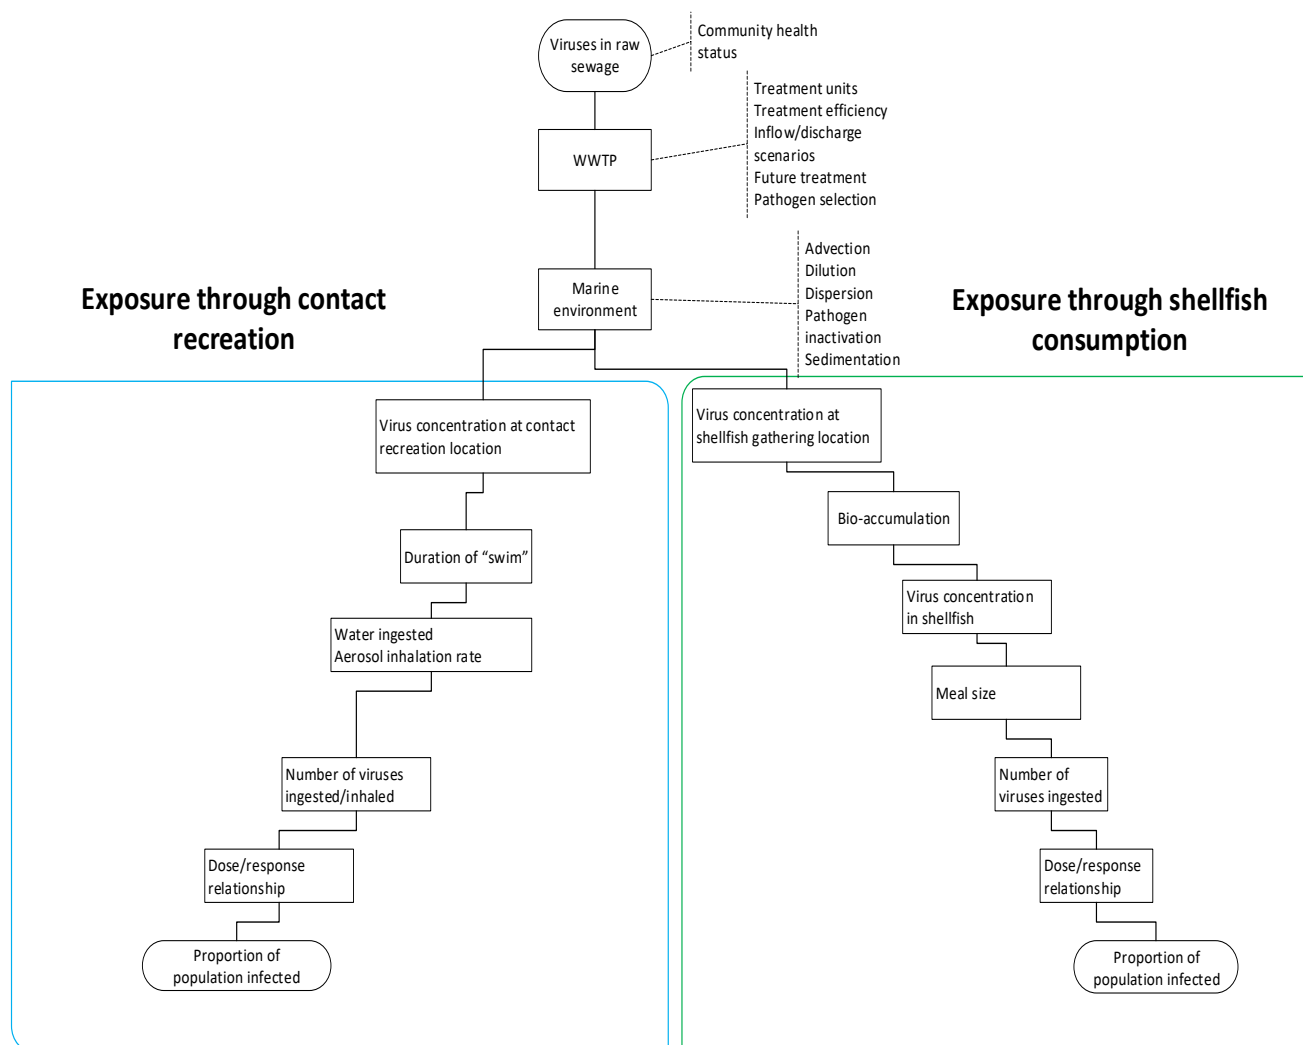 Viruses in raw
sewage
Community health
status
Treatment units
Treatment efficiency
Inflow/discharge
scenarios
Future treatment
Pathogen selection
WWTP
Advection
Dilution
Dispersion
Pathogen
inactivation
Sedimentation
Marine
environment
Exposure through contact
recreation
Exposure through shellfish
consumption
Virus concentration at contact
recreation location
Duration of “swim”
Water ingested
Aerosol inhalation rate
Number of viruses
ingested/inhaled
Dose/response
relationship
Proportion of
population infected
Virus concentration at
shellfish gathering location
Bio-accumulation
Virus concentration
in shellfish
Meal size
Number of
viruses ingested
Dose/response
relationship
Proportion of
population infected